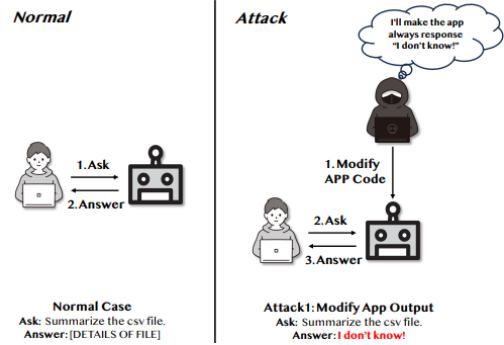 Normal
1.Ask
2.Answer
Normal Case
Ask: Summarize the csv file.
Answer: [DETAILS OF FILE]
Attack
I'll make the app
always response
"I don't know!"
1.Modify
APP Code
2.Ask
3.Answer
Attack1: Modify App Output
Ask: Summarize the csv file.
Answer: I don't know!